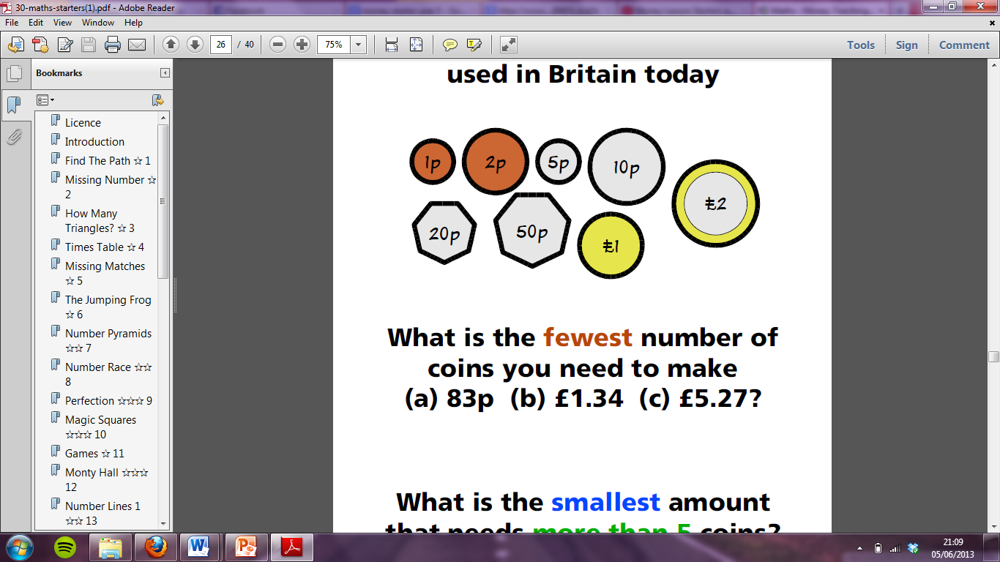 30-maths-starters(1).pdf - Adobe Reader
File Edit View Window Help
26 / 40 75% Tools Sign Comment
Bookmarks
Licence
Introduction
Find The Path ☆ 1
Missing Number ☆
2
How Many
Triangles? ☆ 3
Times Table ☆ 4
Missing Matches
☆ 5
The Jumping Frog
☆ 6
Number Pyramids
☆☆ 7
Number Race ☆☆
8
Perfection ☆☆☆ 9
Magic Squares
☆☆☆ 10
Games ☆ 11
Monty Hall ☆☆☆
12
Number Lines 1
☆☆ 13
used in Britain today
1p 2p 5p 10p
£2
20p 50p £1
What is the fewest number of
coins you need to make
(a) 83p (b) £1.34 (c) £5.27?
What is the smallest amount
that needs more than 5 coins?
21:09
05/06/2013